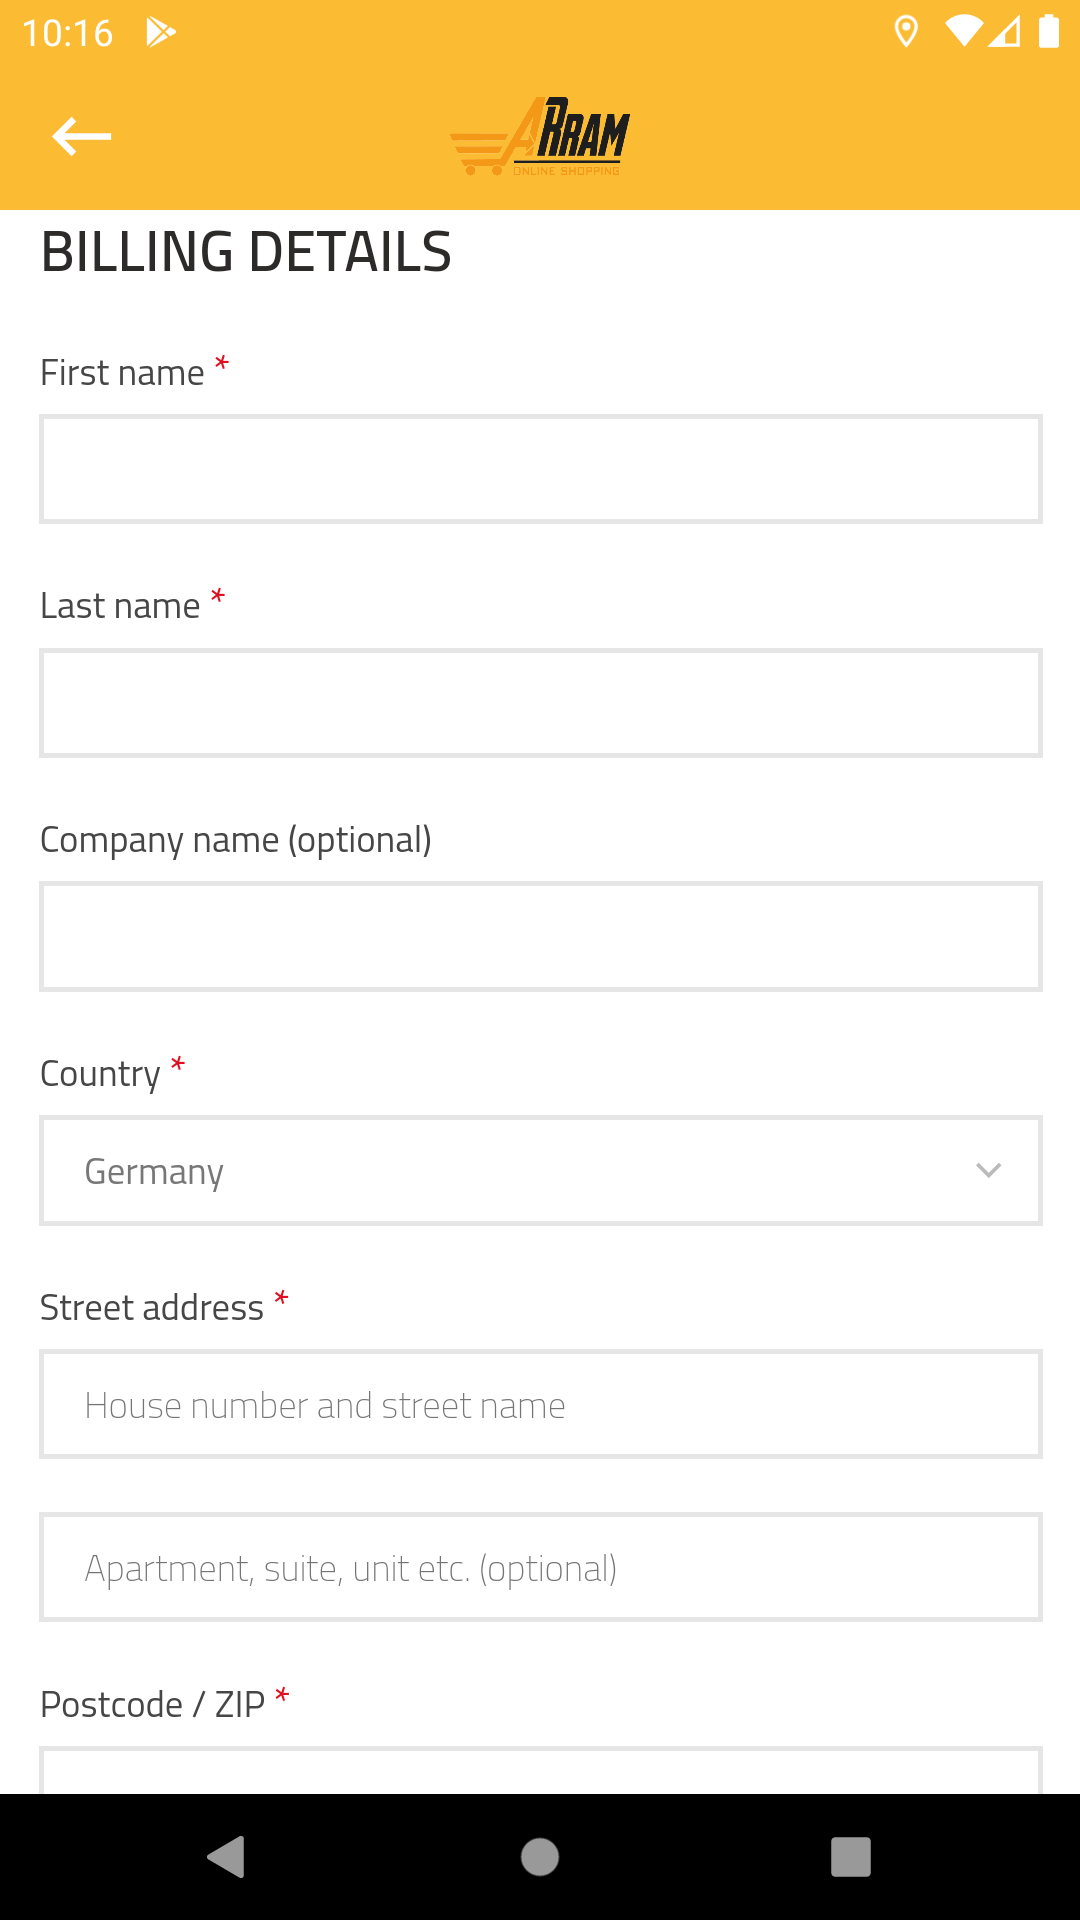 10:16
ARRAM
ONLINE SHOPPING
BILLING DETAILS
First name *
Last name *
Company name (optional)
Country *
Germany
Street address *
House number and street name
Apartment, suite, unit etc. (optional)
Postcode / ZIP *